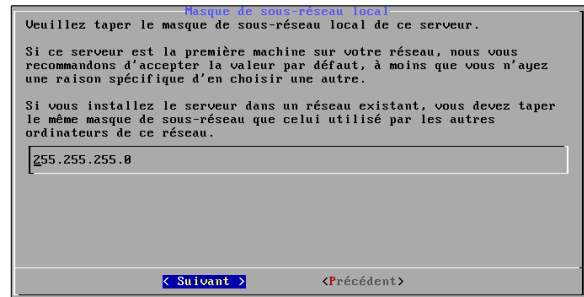 Masque de sous-réseau local
Veuillez taper le masque de sous-réseau local de ce serveur.
Si ce serveur est la première machine sur votre réseau, nous vous
recommandons d'accepter la valeur par défaut, à moins que vous n'ayez
une raison spécifique d'en choisir une autre.
Si vous installez le serveur dans un réseau existant, vous devez taper
le même masque de sous-réseau que celui utilisé par les autres
ordinateurs de ce réseau.
255.255.255.0
< Suivant > <Précédent>